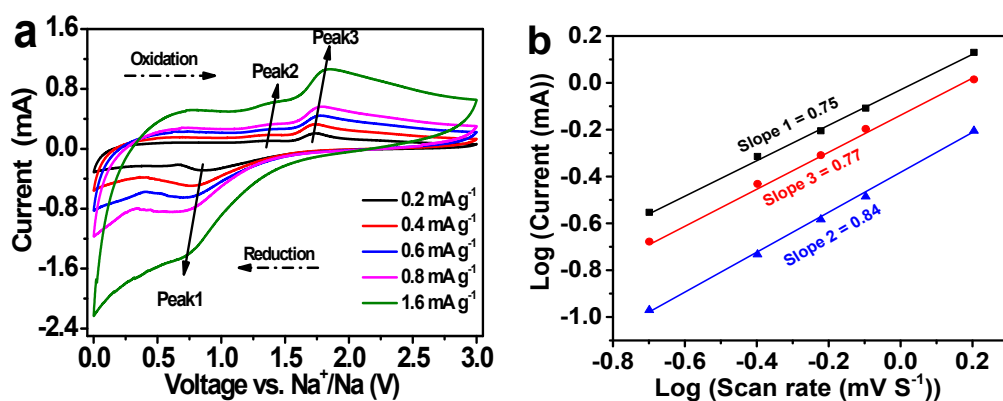 a
1.6
0.8
0.0
-0.8
-1.6
-2.4
Current (mA)
Oxidation
Peak2
Peak3
Peak1
Reduction
0.2 mA g⁻¹
0.4 mA g⁻¹
0.6 mA g⁻¹
0.8 mA g⁻¹
1.6 mA g⁻¹
0.0 0.5 1.0 1.5 2.0 2.5 3.0
Voltage vs. Na⁺/Na (V)
b
0.2
0.0
-0.2
-0.4
-0.6
-0.8
-1.0
Log (Current (mA))
Slope 1 = 0.75
Slope 3 = 0.77
Slope 2 = 0.84
-0.8 -0.6 -0.4 -0.2 0.0 0.2
Log (Scan rate (mV S⁻¹))